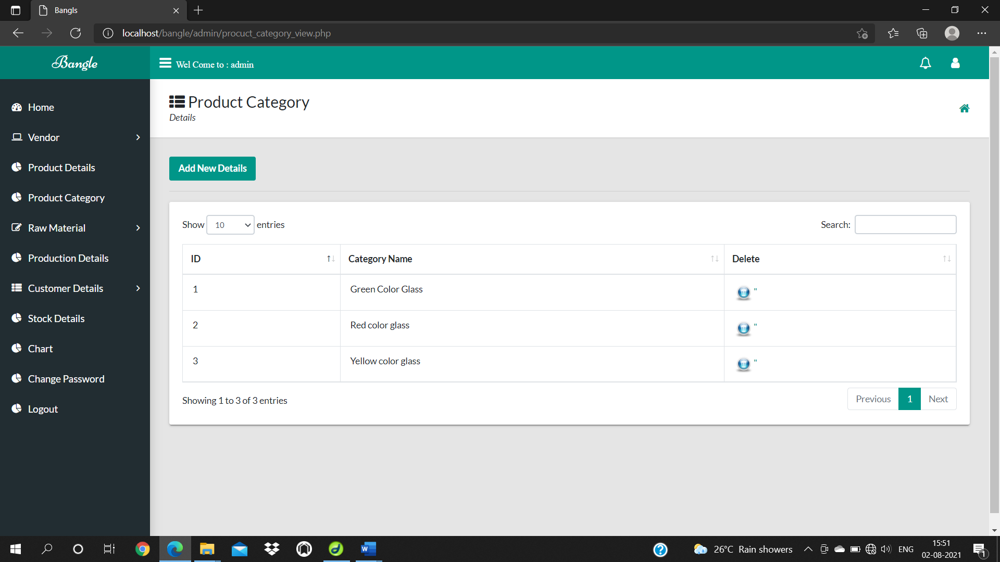 Bangls
localhost/bangle/admin/procuct_category_view.php
Bangle
Wel Come to : admin
Home
Vendor
Product Details
Product Category
Raw Material
Production Details
Customer Details
Stock Details
Chart
Change Password
Logout
Product Category
Details
Add New Details
Show 10 entries
Search:
ID Category Name Delete
1 Green Color Glass "
2 Red color glass "
3 Yellow color glass "
Showing 1 to 3 of 3 entries
Previous 1 Next
26°C Rain showers
ENG
15:51
02-08-2021
1